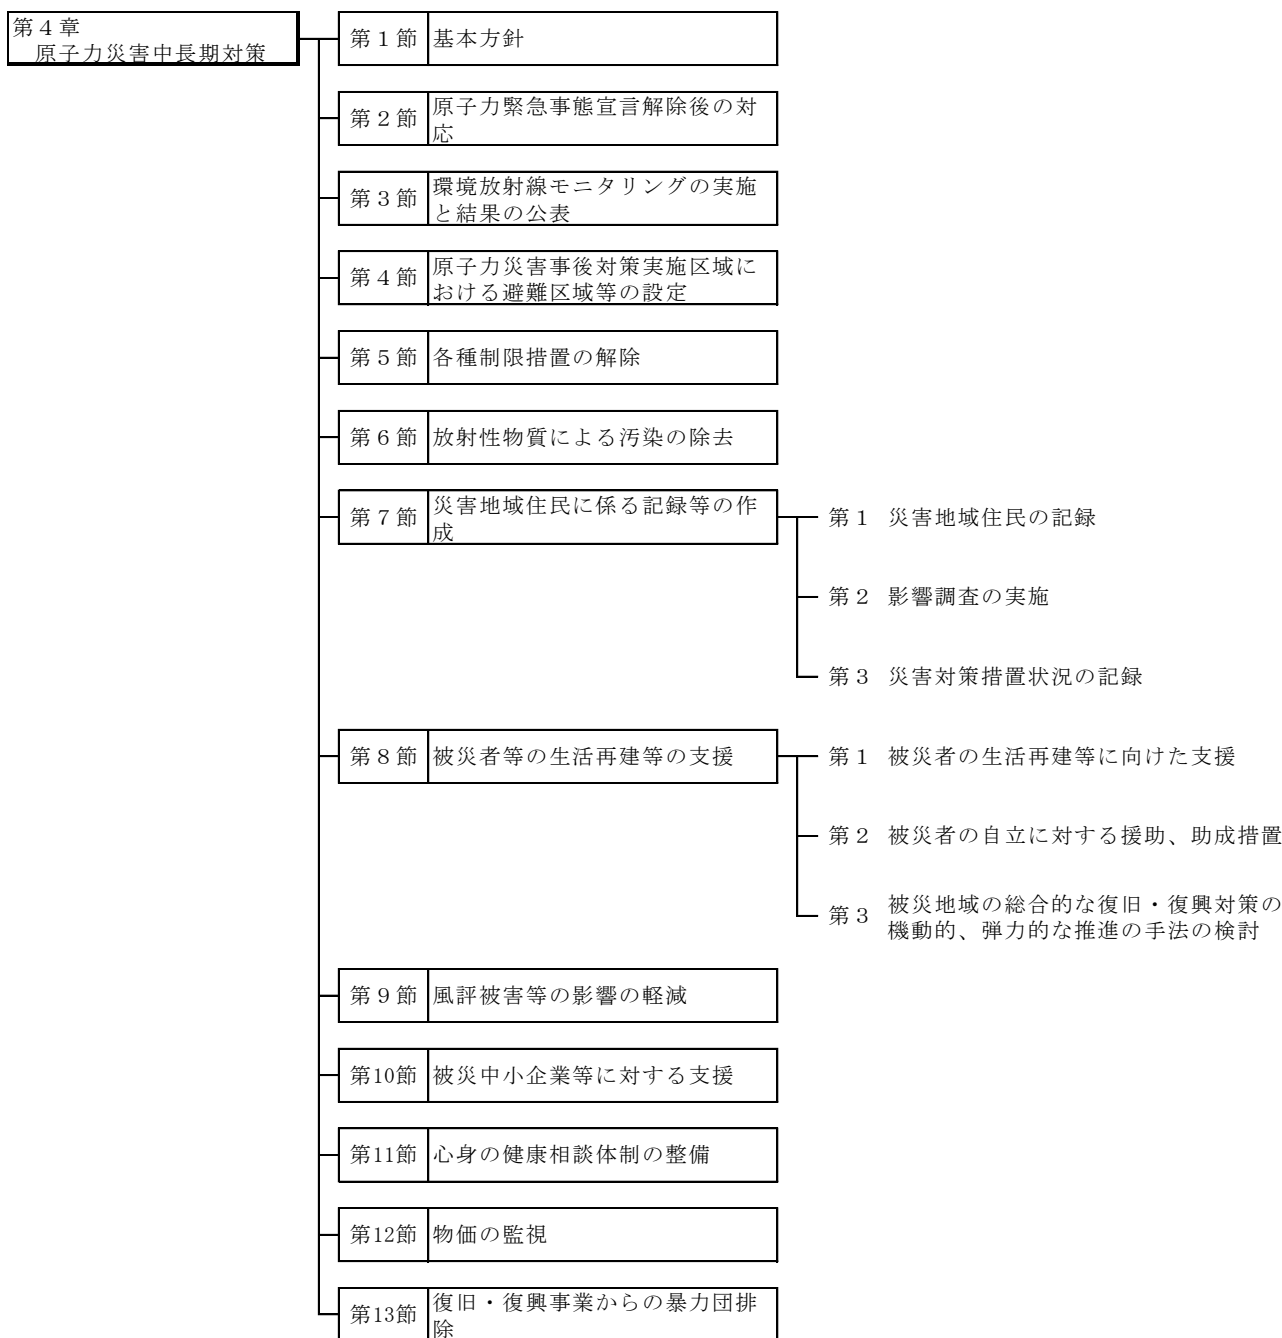 第４章
原子力災害中長期対策
第１節 基本方針
第２節 原子力緊急事態宣言解除後の対
応
第３節 環境放射線モニタリングの実施
と結果の公表
第４節 原子力災害事後対策実施区域に
おける避難区域等の設定
第５節 各種制限措置の解除
第６節 放射性物質による汚染の除去
第７節 災害地域住民に係る記録等の作
成
第１ 災害地域住民の記録
第２ 影響調査の実施
第３ 災害対策措置状況の記録
第８節 被災者等の生活再建等の支援
第１ 被災者の生活再建等に向けた支援
第２ 被災者の自立に対する援助、助成措置
第３ 被災地域の総合的な復旧・復興対策の
機動的、弾力的な推進の手法の検討
第９節 風評被害等の影響の軽減
第10節 被災中小企業等に対する支援
第11節 心身の健康相談体制の整備
第12節 物価の監視
第13節 復旧・復興事業からの暴力団排
除